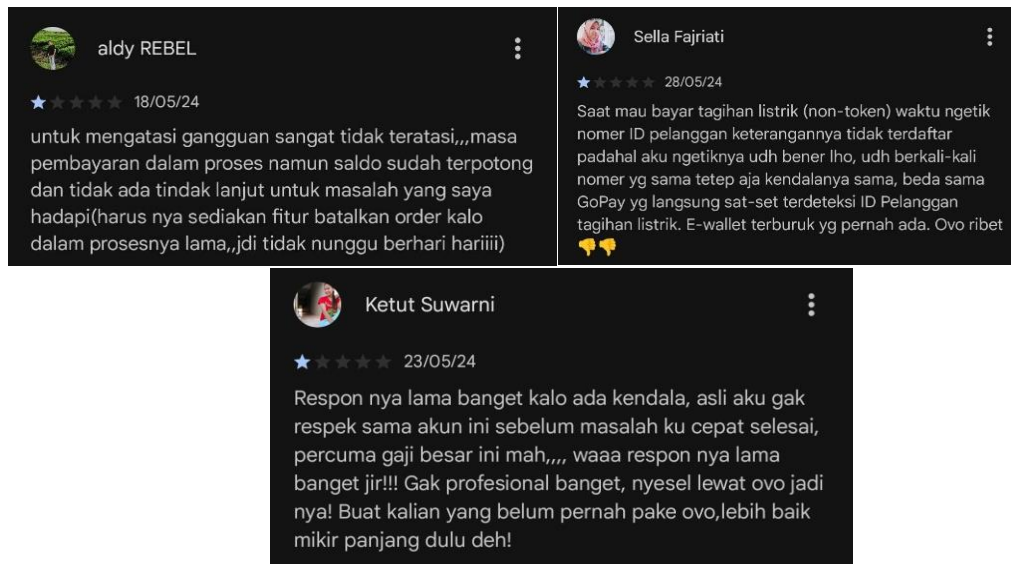 aldy REBEL
18/05/24
untuk mengatasi gangguan sangat tidak teratasi,,,masa
pembayaran dalam proses namun saldo sudah terpotong
dan tidak ada tindak lanjut untuk masalah yang saya
hadapi(harus nya sediakan fitur batalkan order kalo
dalam prosesnya lama,,jdi tidak nunggu berhari hariiii)
Sella Fajriati
28/05/24
Saat mau bayar tagihan listrik (non-token) waktu ngetik
nomer ID pelanggan keterangannya tidak terdaftar
padahal aku ngetiknya udh bener lho, udh berkali-kali
nomer yg sama tetep aja kendalanya sama, beda sama
GoPay yg langsung sat-set terdeteksi ID Pelanggan
tagihan listrik. E-wallet terburuk yg pernah ada. Ovo ribet
👎👎
Ketut Suwarni
23/05/24
Respon nya lama banget kalo ada kendala, asli aku gak
respek sama akun ini sebelum masalah ku cepat selesai,
percuma gaji besar ini mah,,,, waaa respon nya lama
banget jir!!! Gak profesional banget, nyesel lewat ovo jadi
nya! Buat kalian yang belum pernah pake ovo,lebih baik
mikir panjang dulu deh!